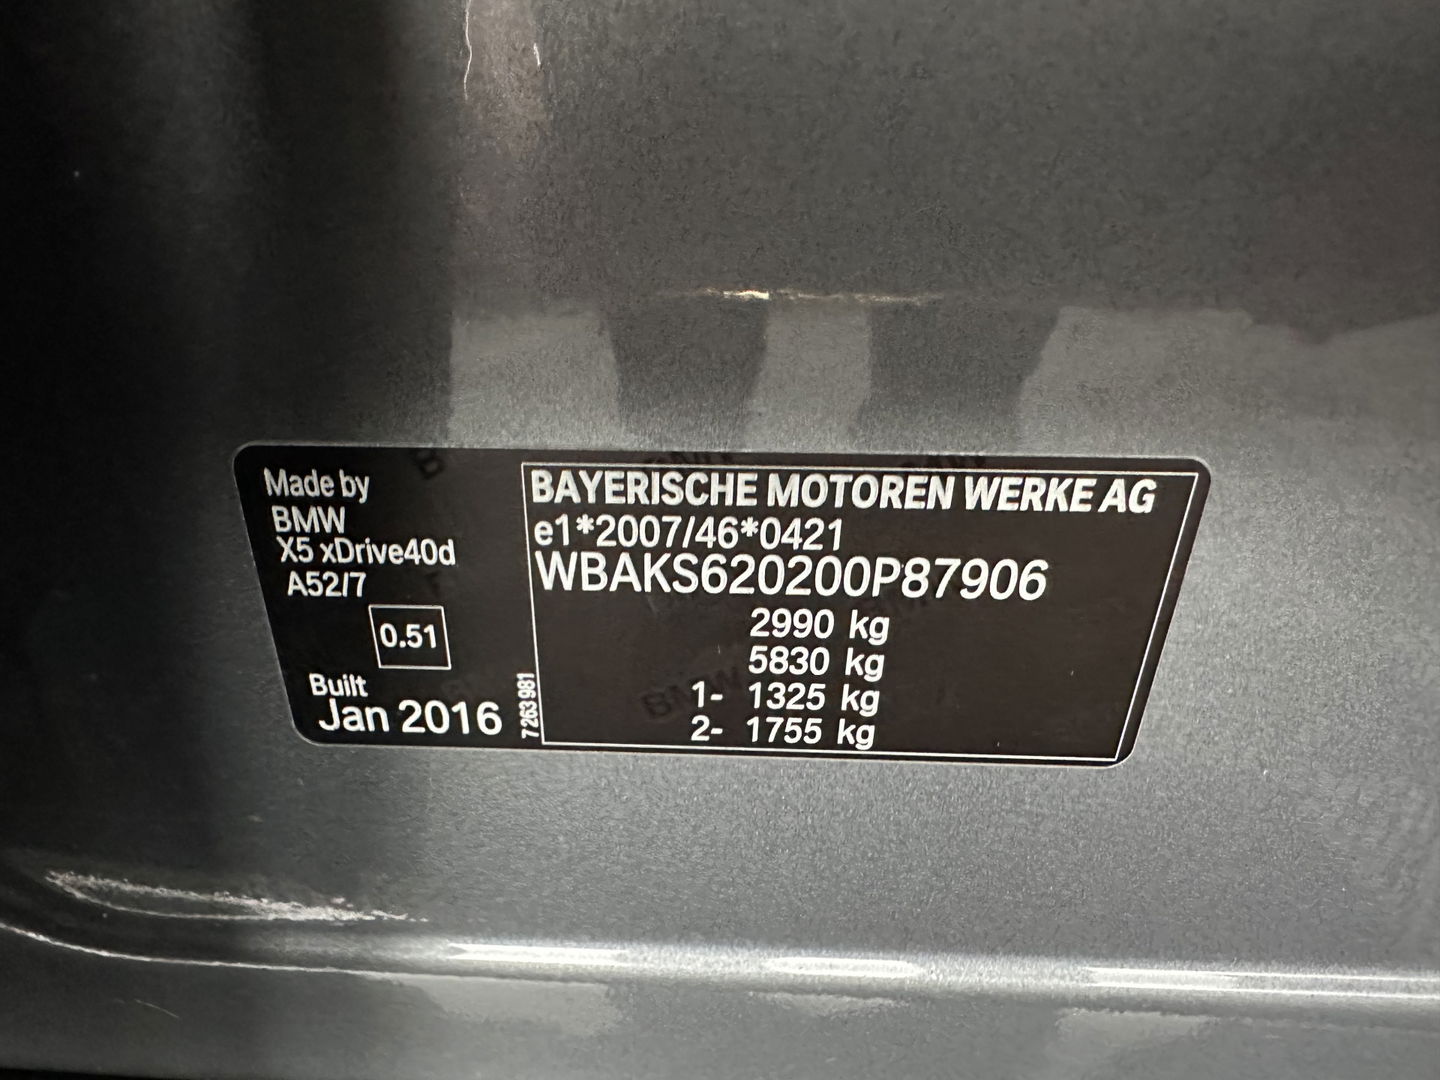 Made by
BMW
X5 xDrive40d
A52/7
0.51
Built
Jan 2016
7 263 981
BAYERISCHE MOTOREN WERKE AG
e1*2007/46*0421
WBAKS620200P87906
2990 kg
5830 kg
1- 1325 kg
2- 1755 kg